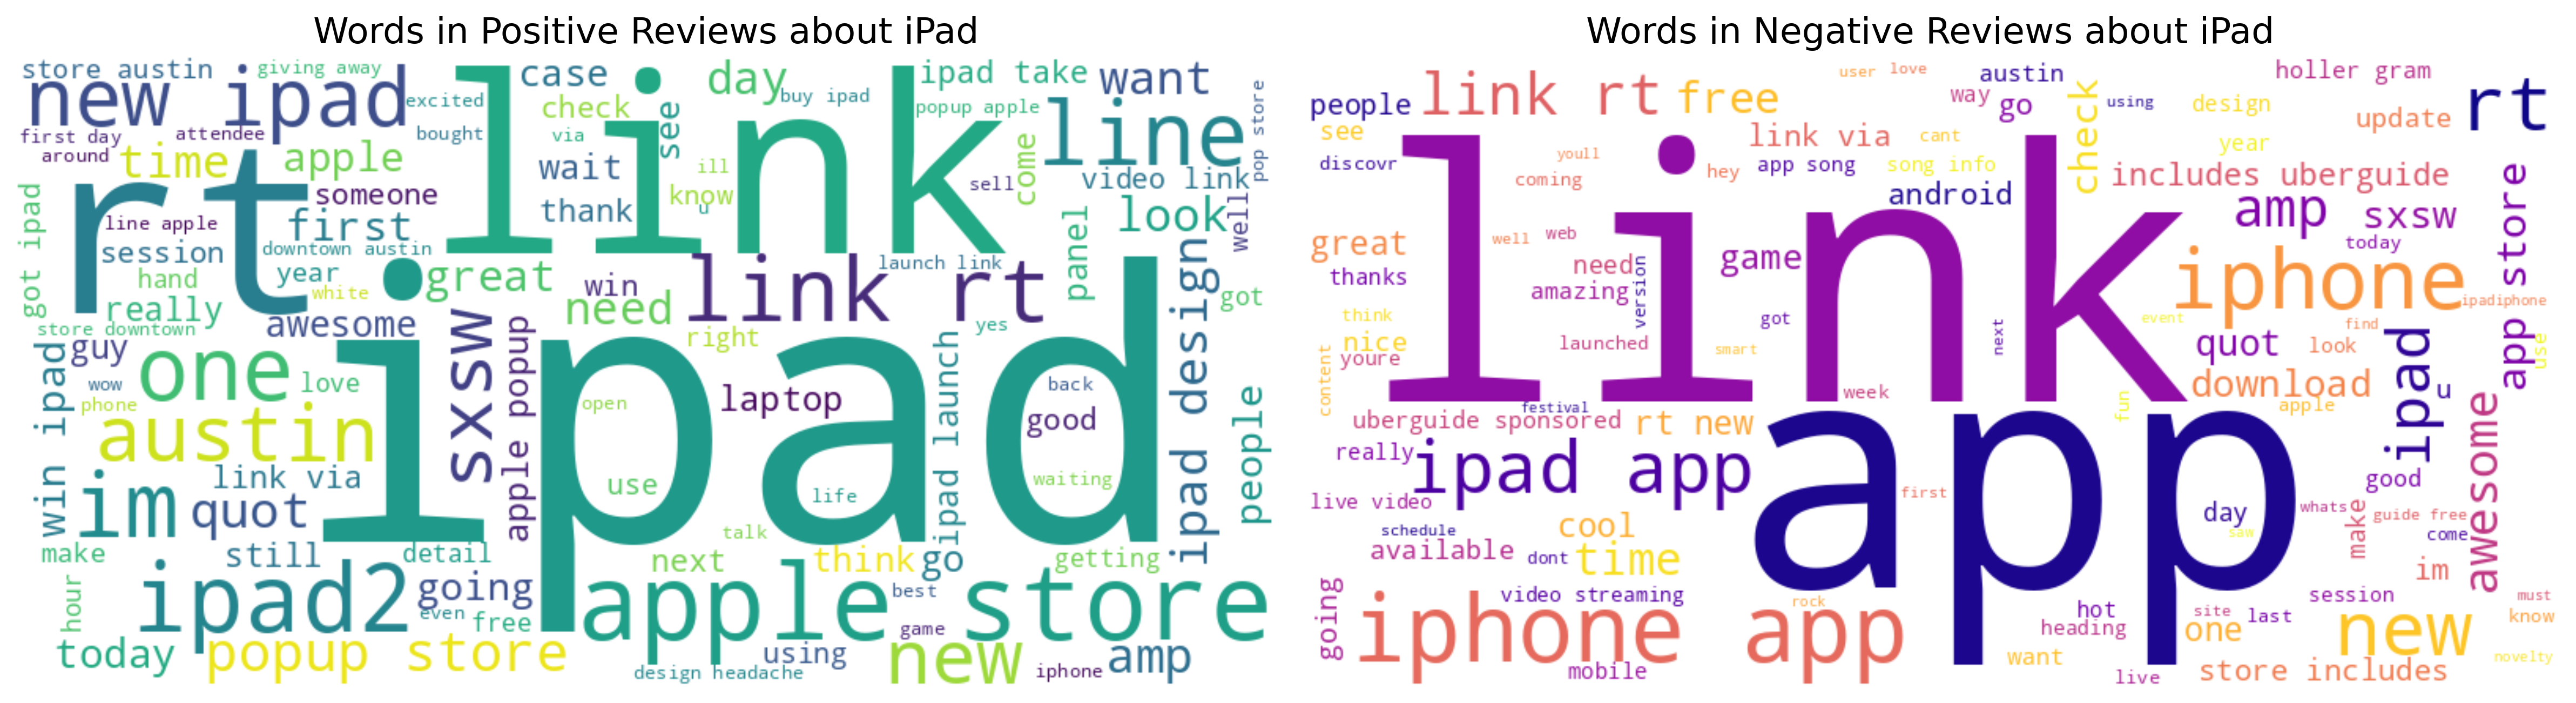 Words in Positive Reviews about iPad
store austin
giving away
new ipad
excited
first day
attendee
bought
around
time
apple
rt
someone
line apple
first
session
downtown austin
hand
year
white
really
got ipad
store downtown
awesome
guy
one
love
wow
phone
austin
win ipad
link via
im
quot
make
still
detail
hour
ipad2
going
even
free
today
popup store
link
case
check
via
see
day
buy ipad
wait
ill
know
u
thank
ipad take
want
popup apple
line
come
sell
video link
pop store
look
well
panel
great
win
need
link rt
launch link
right
yes
got
sxsw
apple popup
ipad
open
laptop
back
good
use
life
waiting
talk
ipad launch
ipad design
people
next
think
go
getting
apple store
best
game
using
design headache
new
iphone
amp
Words in Negative Reviews about iPad
people
link rt
free
user
love
austin
way
go
check
using
holler gram
design
update
rt
see
discovr
link via
cant
year
youll
hey
app song
song info
coming
android
includes uberguide
amp
sxsw
today
app store
link
great
well
web
thanks
need
amazing
version
game
got
launched
smart
next
think
nice
youre
content
week
iphone
ipadiphone
event
find
quot
look
ipad
use
download
apple
u
fun
uberguide sponsored
festival
rt new
really
ipad app
live video
app
first
day
saw
whats
good
make
guide free
come
awesome
schedule
cool
available
dont
time
im
going
video streaming
iphone app
rock
mobile
hot
heading
want
live
site
one
last
session
new
must
know
store includes
novelty